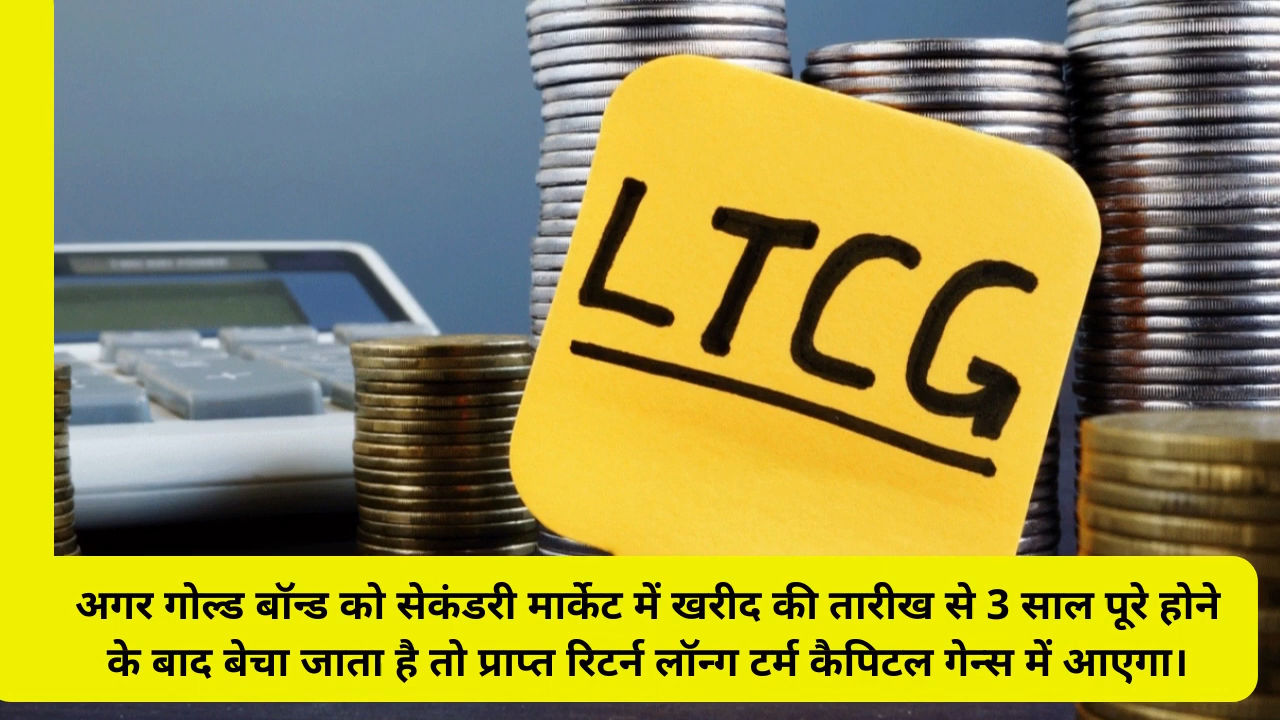 LTCG
अगर गोल्ड बॉन्ड को सेकंडरी मार्केट में खरीद की तारीख से 3 साल पूरे होने
के बाद बेचा जाता है तो प्राप्त रिटर्न लॉन्ग टर्म कैपिटल गेन्स में आएगा।